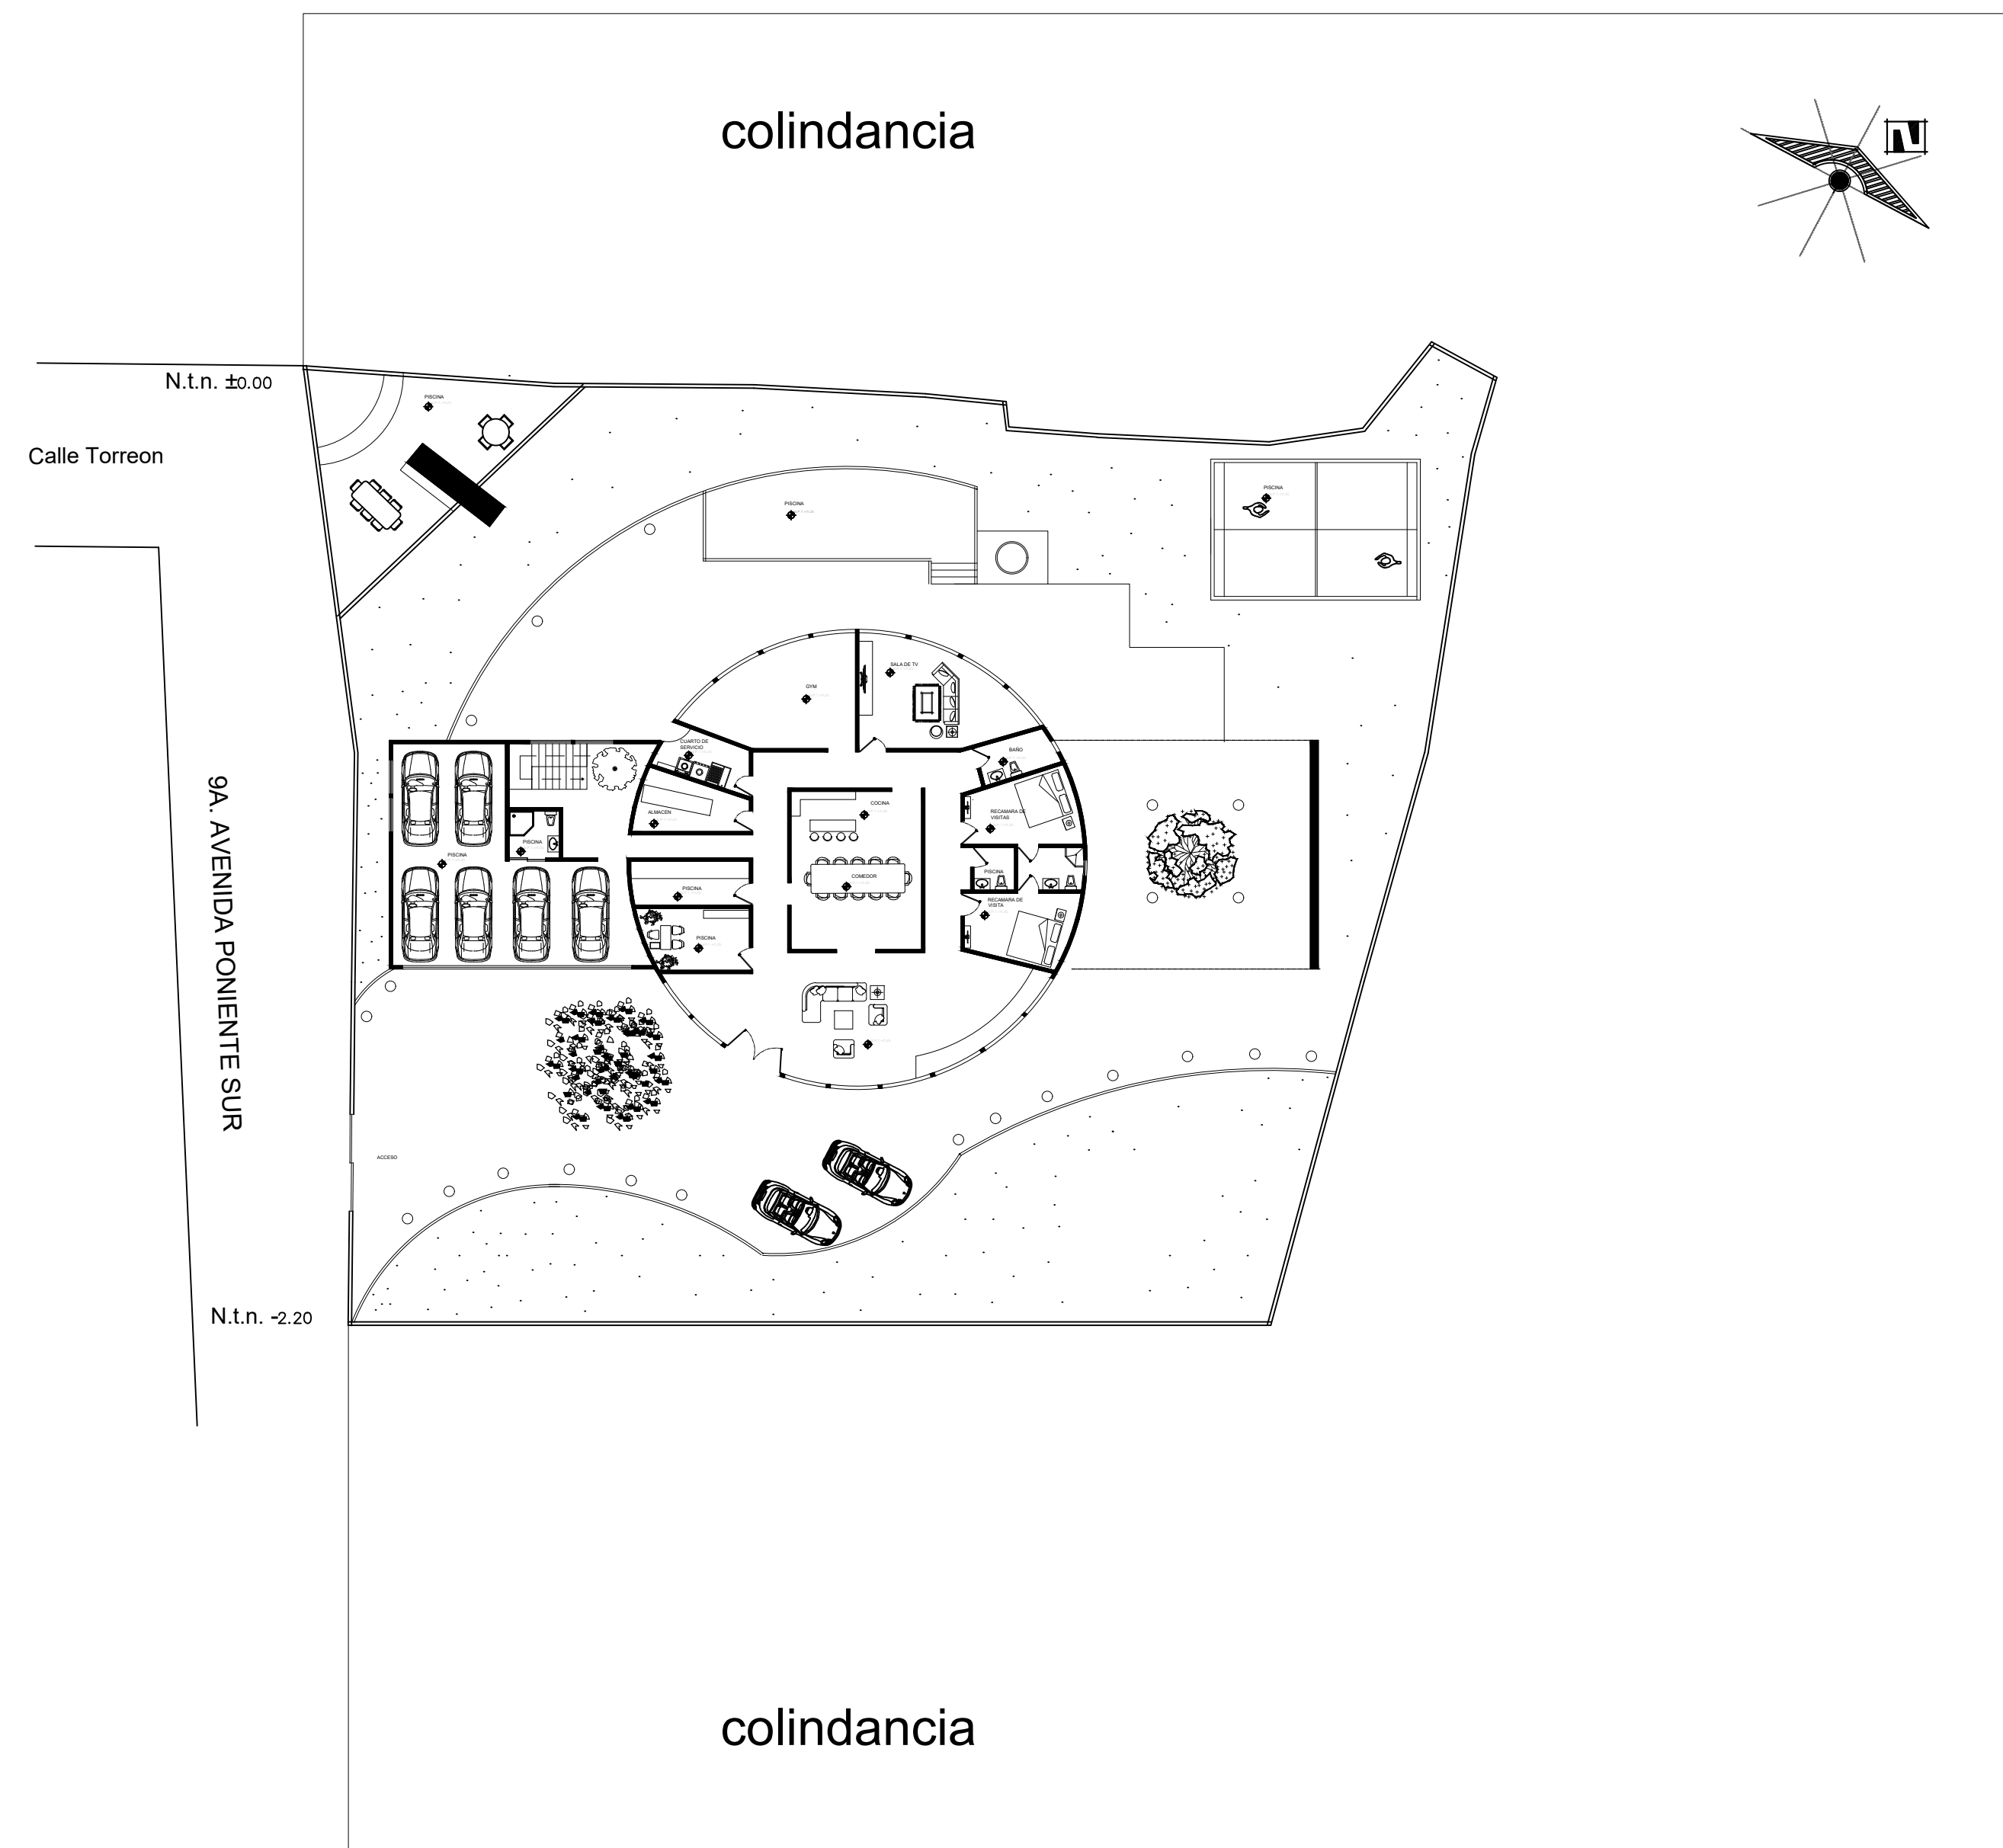 colindancia
N.t.n. ±0.00
Calle Torreon
PISCINA
PISCINA
PISCINA
SALA DE TV
GYM
CUARTO DE
SERVICIO
BAÑO
ALMACEN
COCINA
RECAMARA DE
VISITAS
PISCINA
PISCINA
PISCINA
COMEDOR
PISCINA
RECAMARA DE
VISITA
PISCINA
9A. AVENIDA PONIENTE SUR
ACCESO
N.t.n. -2.20
colindancia